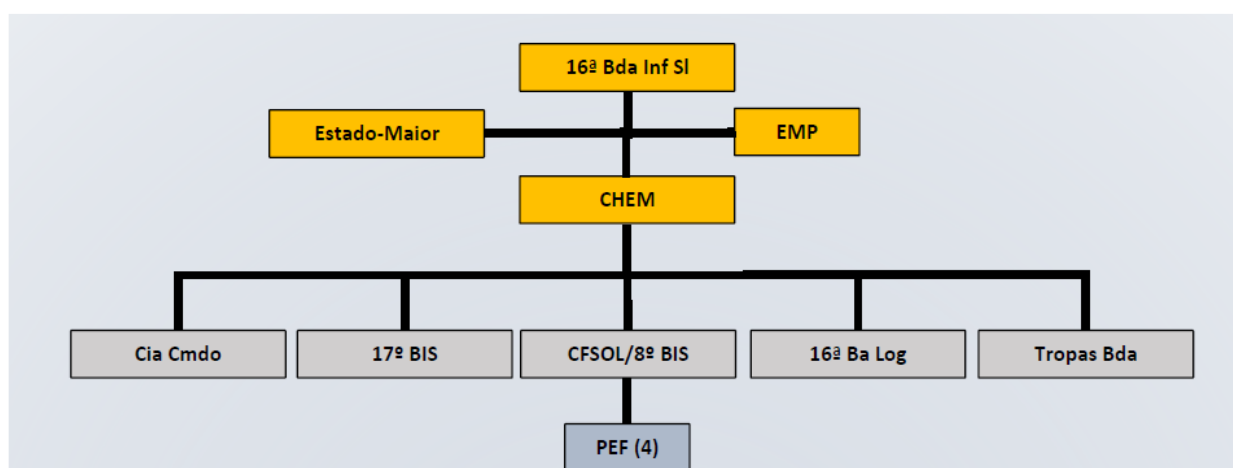 16ª Bda Inf Sl
Estado-Maior
EMP
CHEM
Cia Cmdo
17º BIS
CFSOL/8º BIS
16ª Ba Log
Tropas Bda
PEF (4)